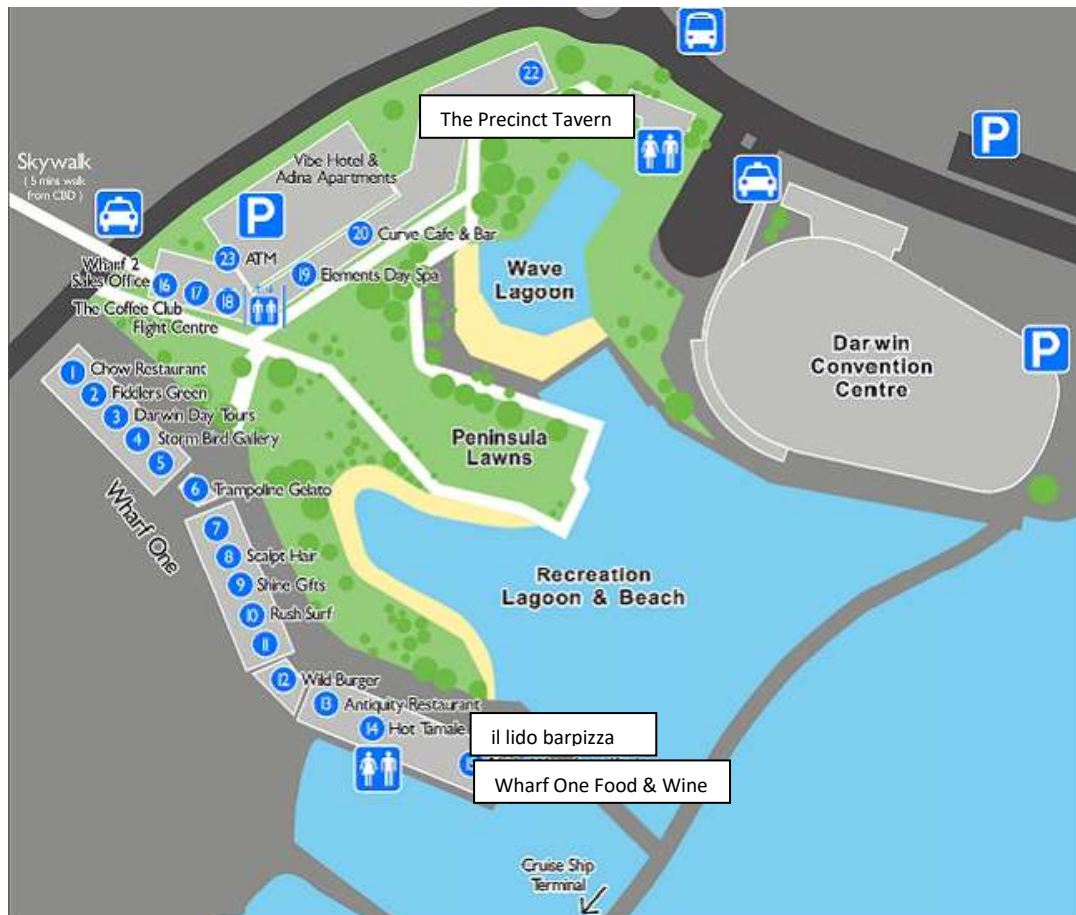 22
The Precinct Tavern
P
Skywalk
( 5 mins walk
from CBD )
Vibe Hotel &
Adina Apartments
P
20 Curve Cafe & Bar
23 ATM
19 Elements Day Spa
Wharf 2
Sales Office
16
17
18
The Coffee Club
Flight Centre
Wave
Lagoon
Darwin
Convention
Centre
P
1 Chow Restaurant
2 Fiddlers Green
3 Darwin Day Tours
4 Storm Bird Gallery
5
6 Trampoline Gelato
Wharf One
Peninsula
Lawns
7
8 Scalpt Hair
9 Shine Gifts
10 Rush Surf
11
Recreation
Lagoon & Beach
12 Wild Burger
13 Antiquity Restaurant
14 Hot Tamale
il lido barpizza
Wharf One Food & Wine
Cruise Ship
Terminal